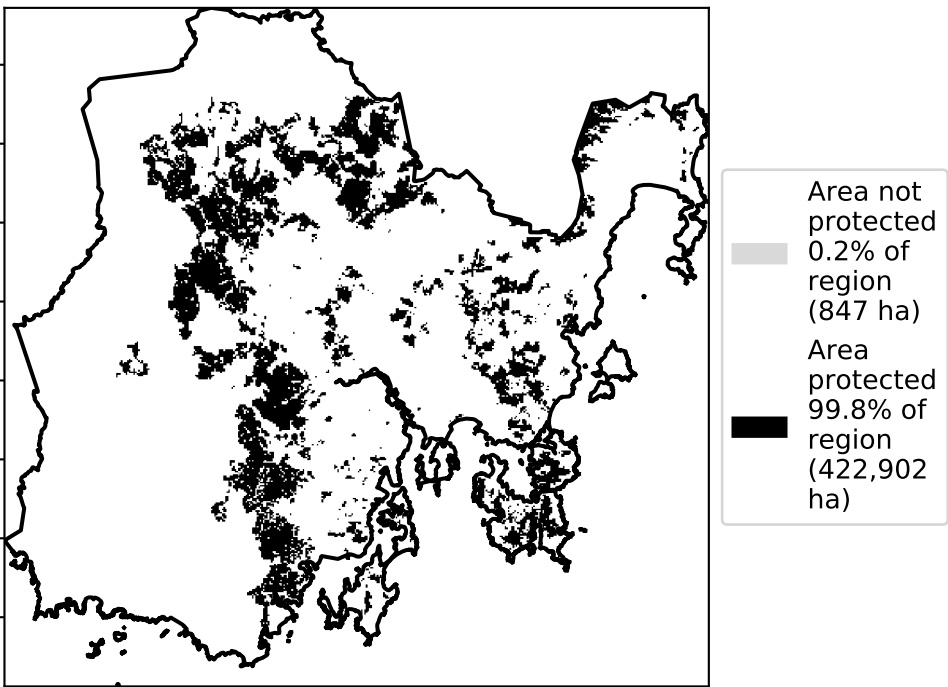 Area not
protected
0.2% of
region
(847 ha)
Area
protected
99.8% of
region
(422,902
ha)